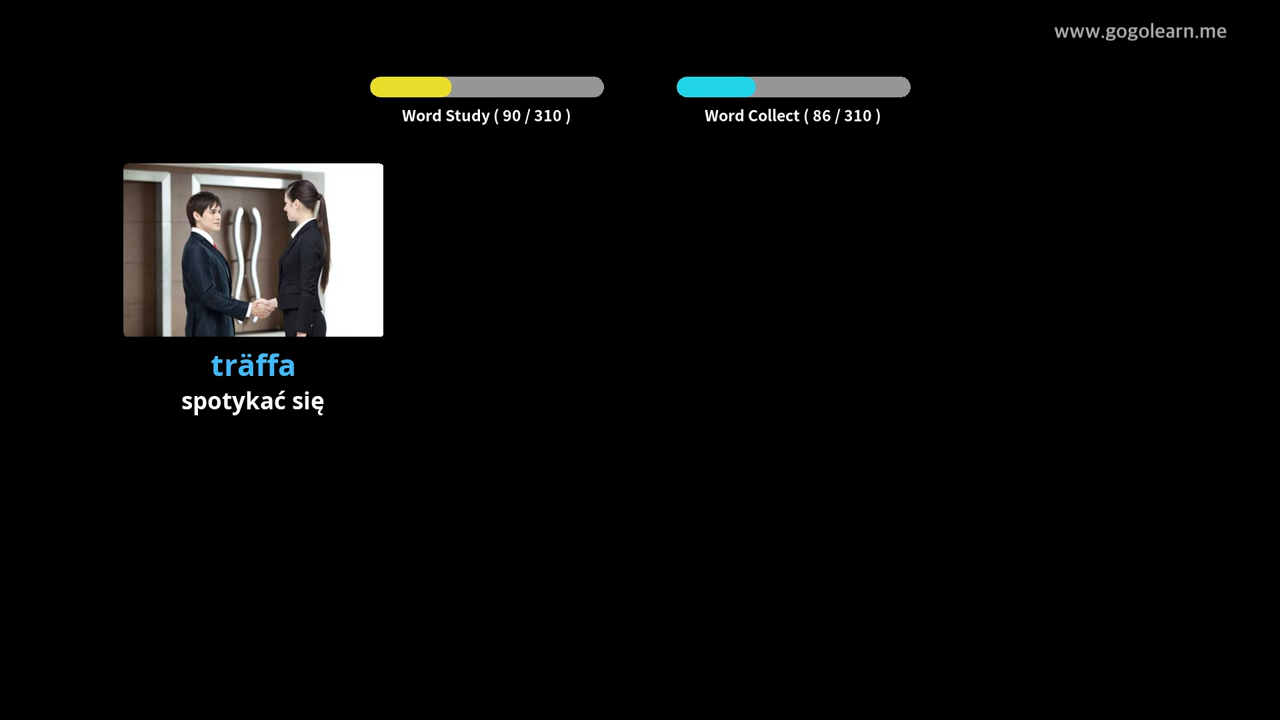 www.gogolearn.me
Word Study ( 90 / 310 )
Word Collect ( 86 / 310 )
träffa
spotykać się